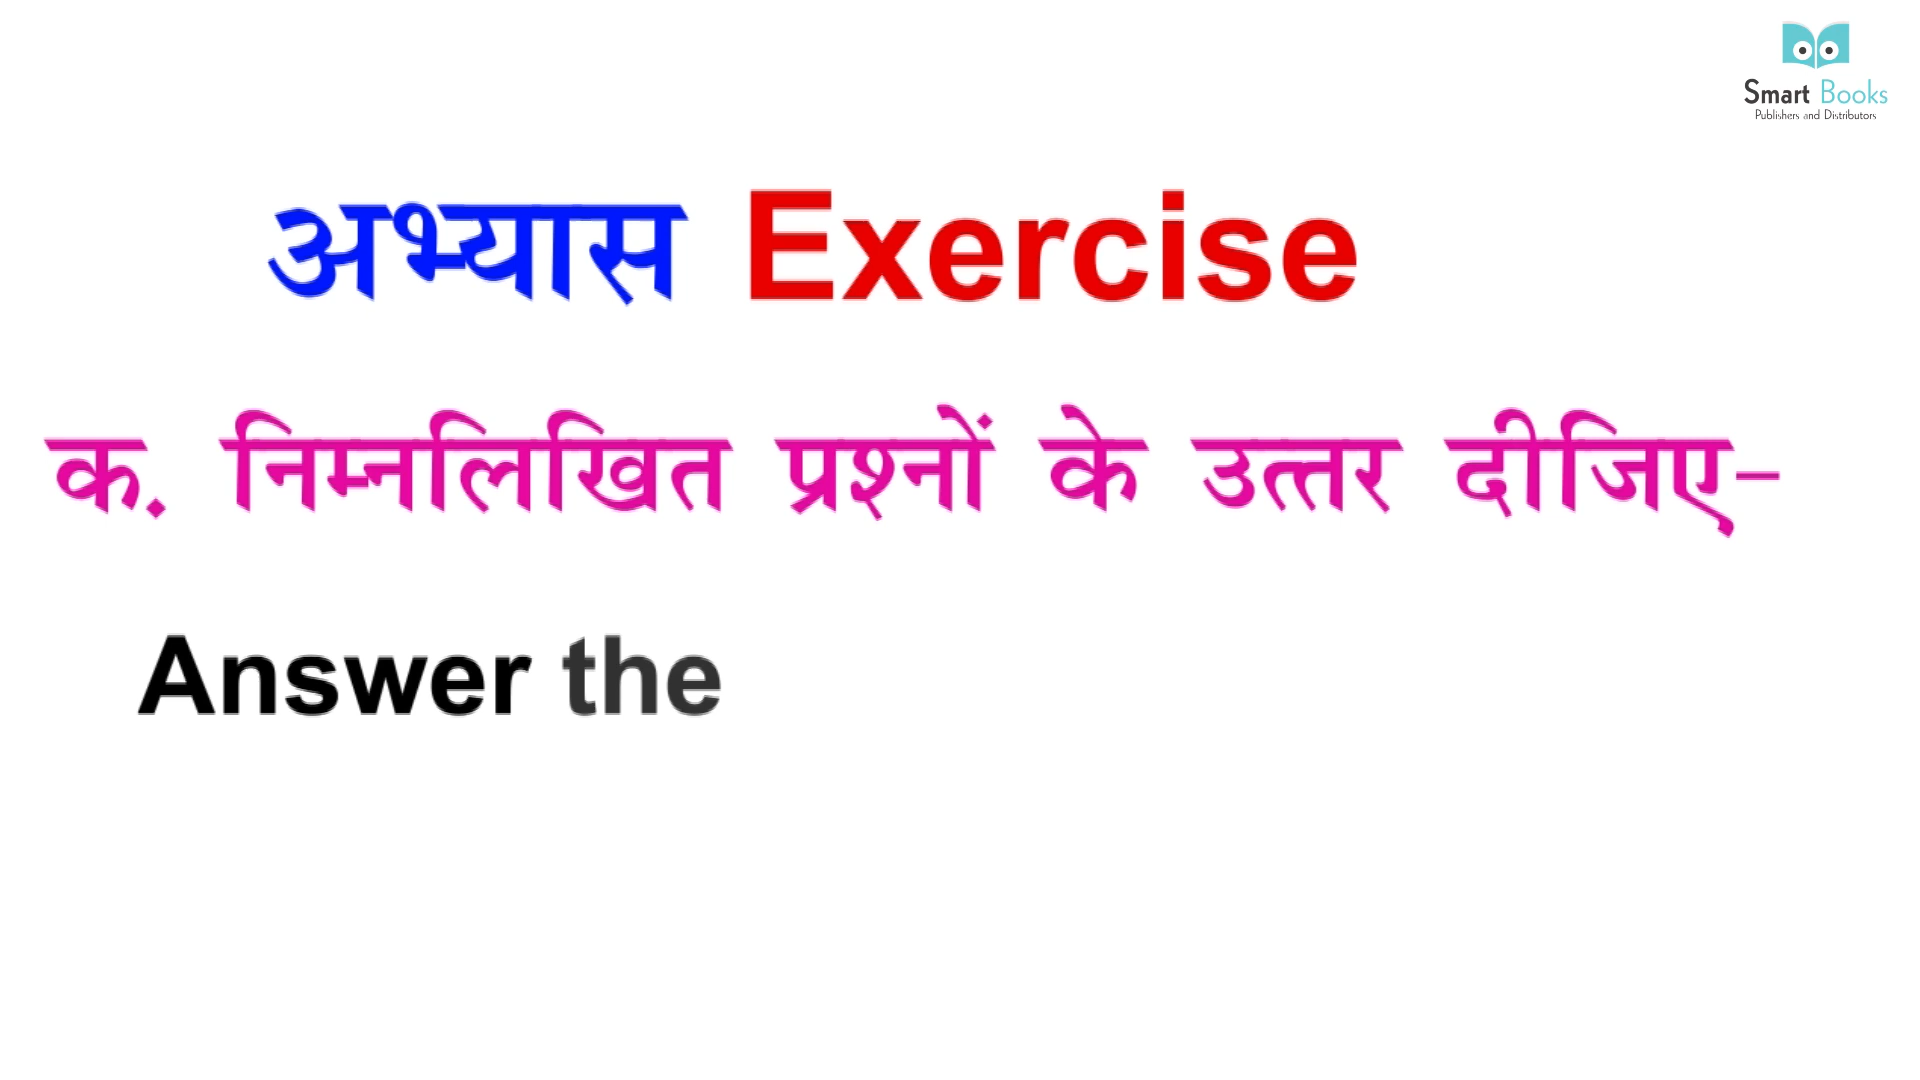 Smart Books
Publishers and Distributors
अभ्यास Exercise
क. निम्नलिखित प्रश्नों के उत्तर दीजिए-
Answer the